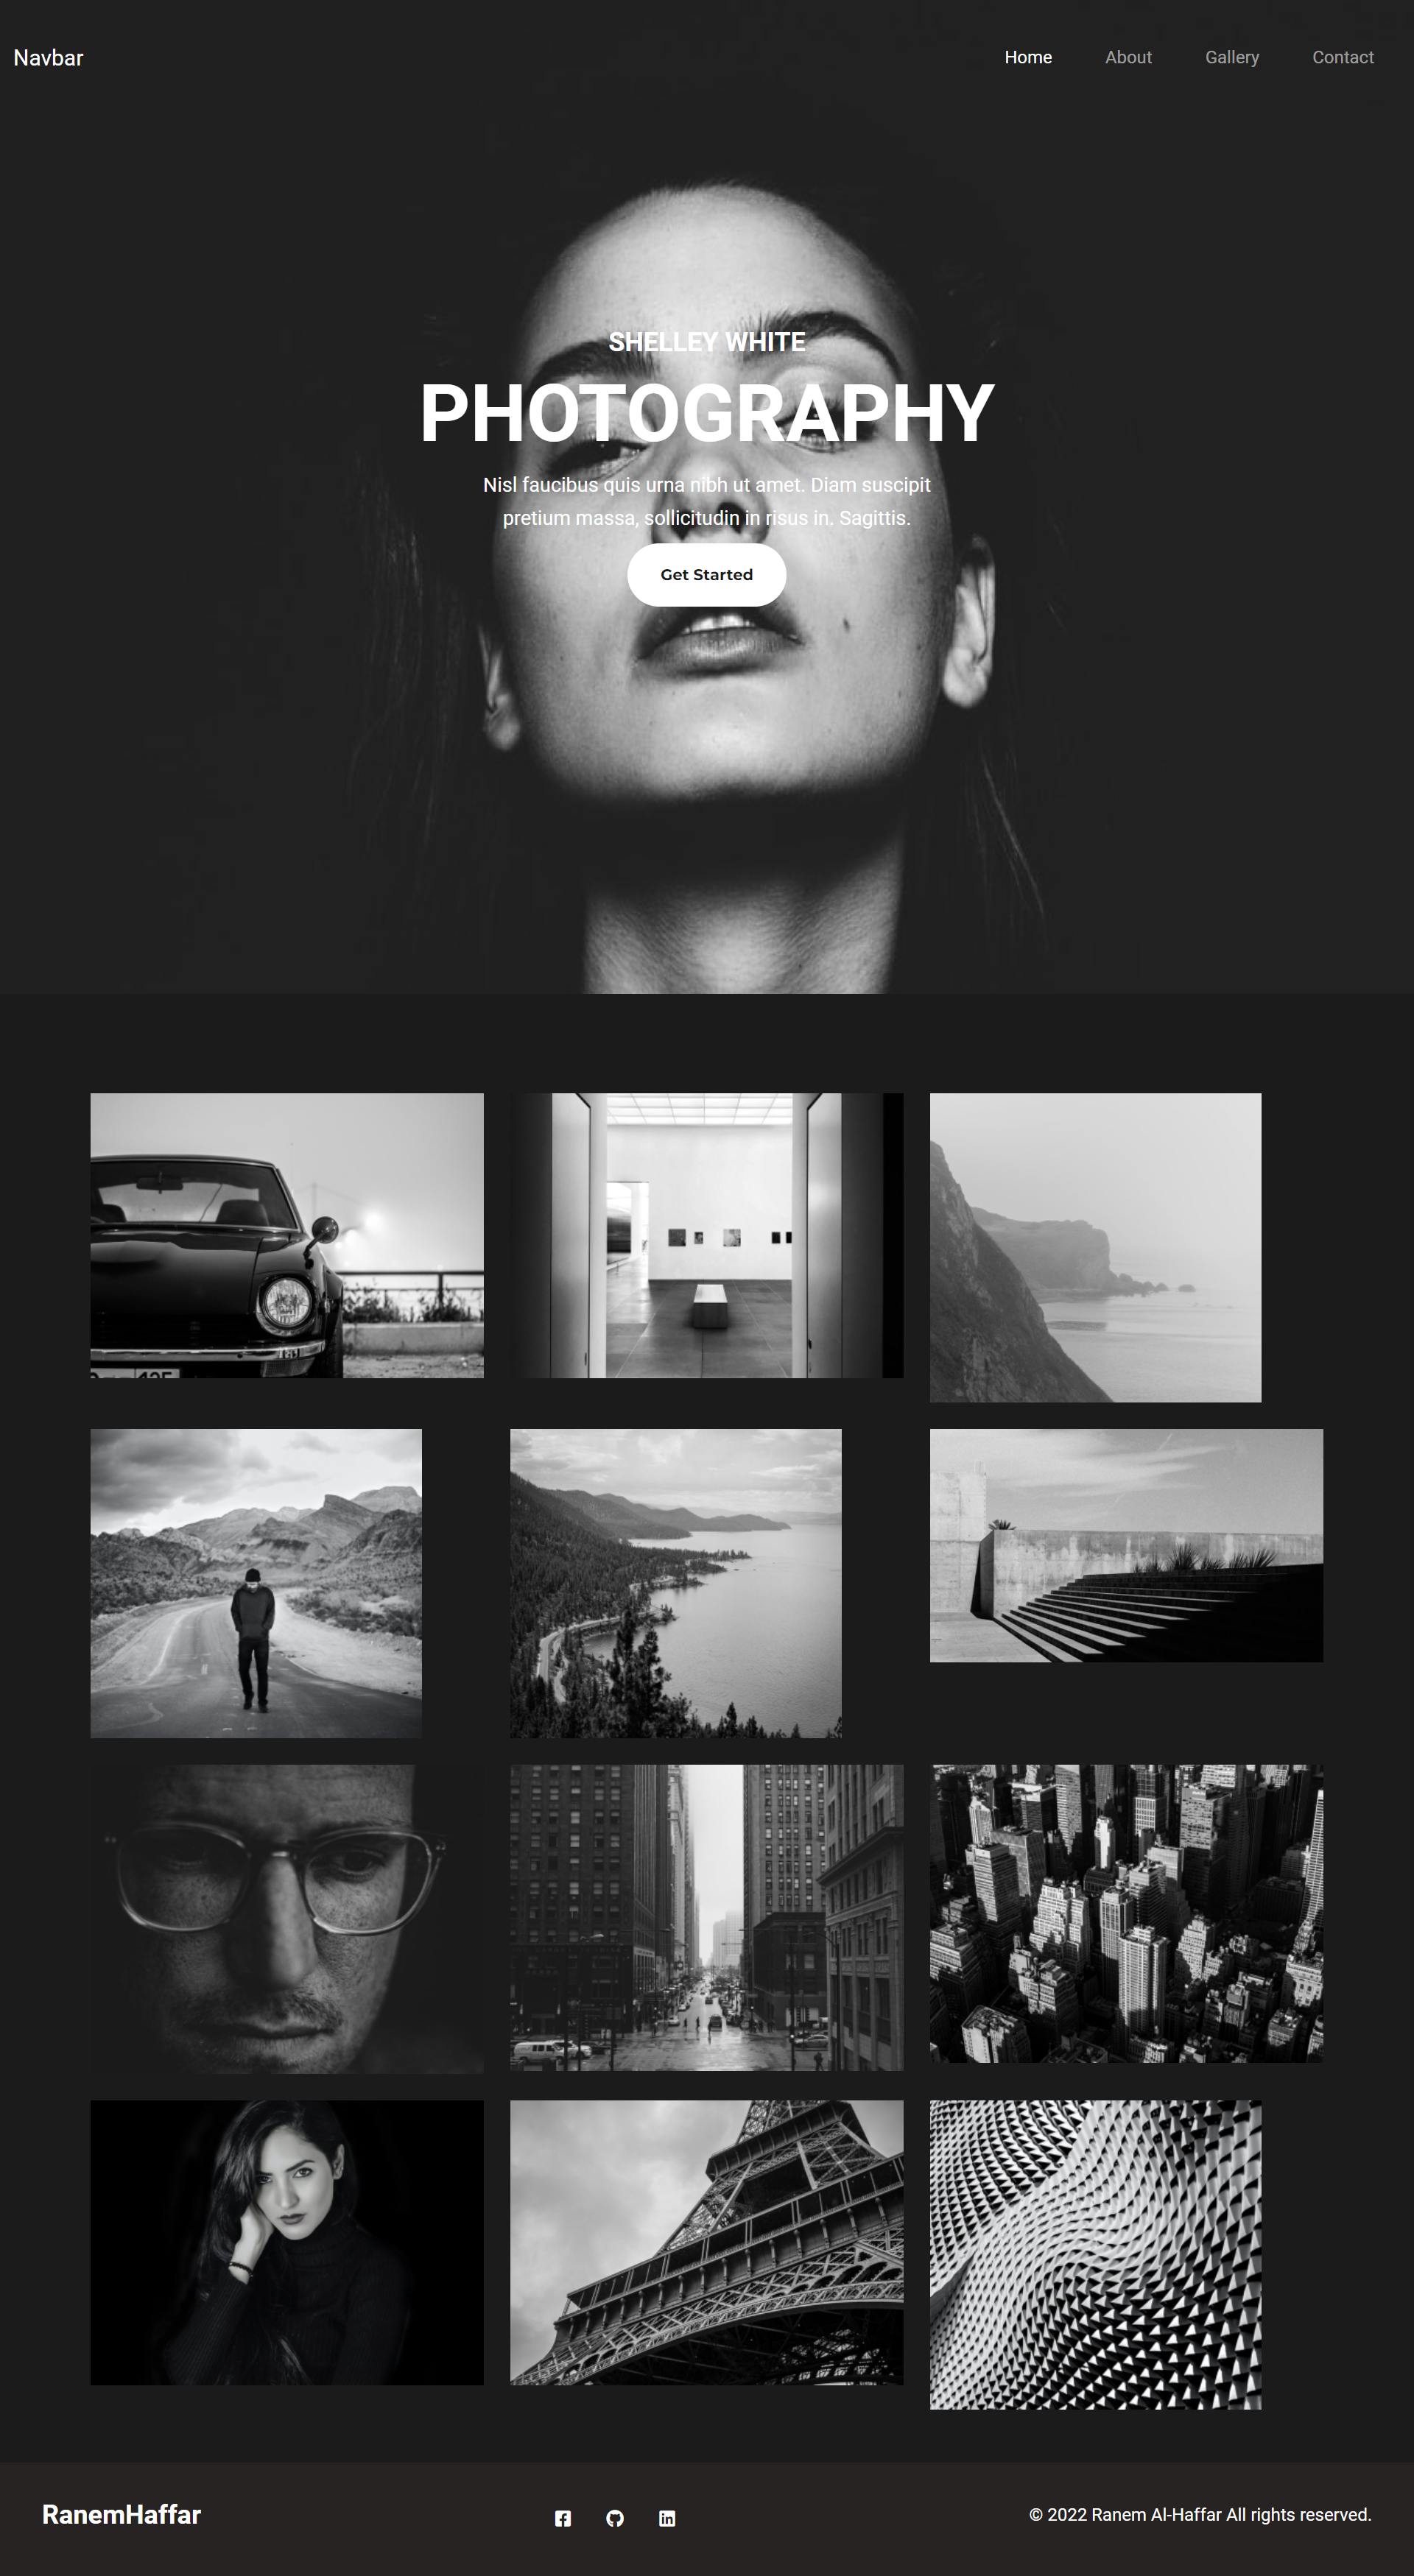 Navbar
Home About Gallery Contact
SHELLEY WHITE
PHOTOGRAPHY
Nisl faucibus quis urna nibh ut amet. Diam suscipit
pretium massa, sollicitudin in risus in. Sagittis.
Get Started
RanemHaffar
© 2022 Ranem Al-Haffar All rights reserved.